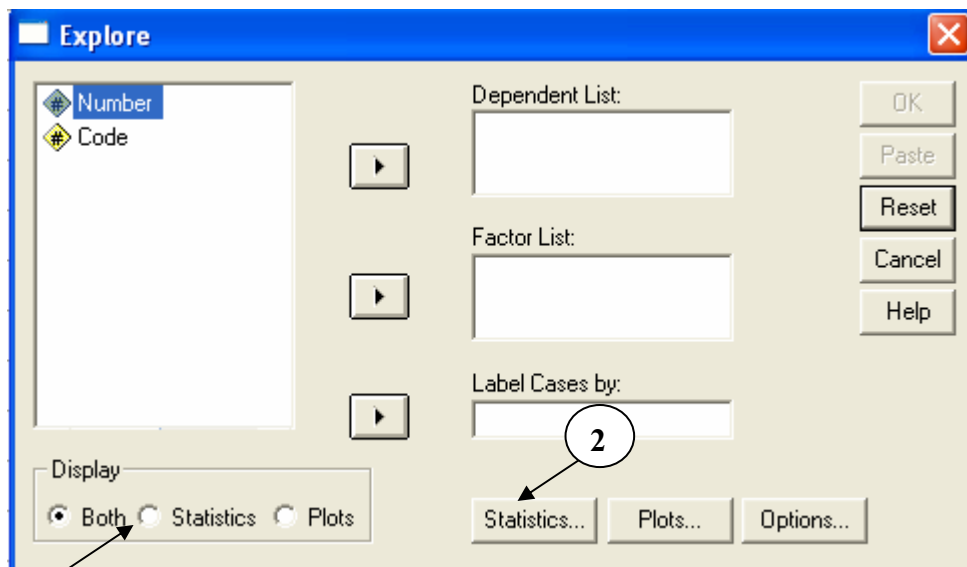 Explore
Number
Code
Dependent List:
Factor List:
Label Cases by:
OK
Paste
Reset
Cancel
Help
2
Display
Both Statistics Plots
Statistics... Plots... Options...